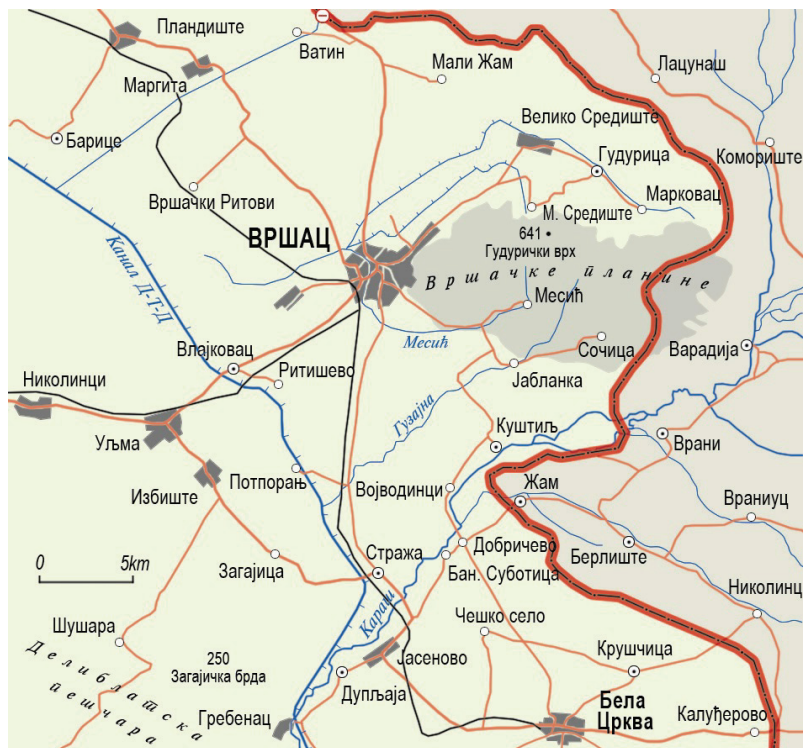 Пландиште
Ватин
Маргита
Мали Жам
Лацунаш
Барице
Велико Средиште
Гудурица
Комориште
Вршачки Ритови
Марковац
М. Средиште
ВРШАЦ
641
Гудурички врх
Канал Д-Т-Д
Вршачке планине
Месић
Месић
Влајковац
Сочица
Варадија
Николинци
Ритишево
Јабланка
Гузајна
Уљма
Куштиљ
Врани
Потпорањ
Војводинци
Жам
Избиште
Враниуц
0 5km
Загајица
Стража
Добричево
Берлиште
Бан. Суботица
Караш
Николинц
Чешко село
Шушара
Крушчица
Делиблатска
пешчара
250
Загајичка брда
Јасеново
Дупљаја
Бела
Црква
Гребенац
Калуђерово